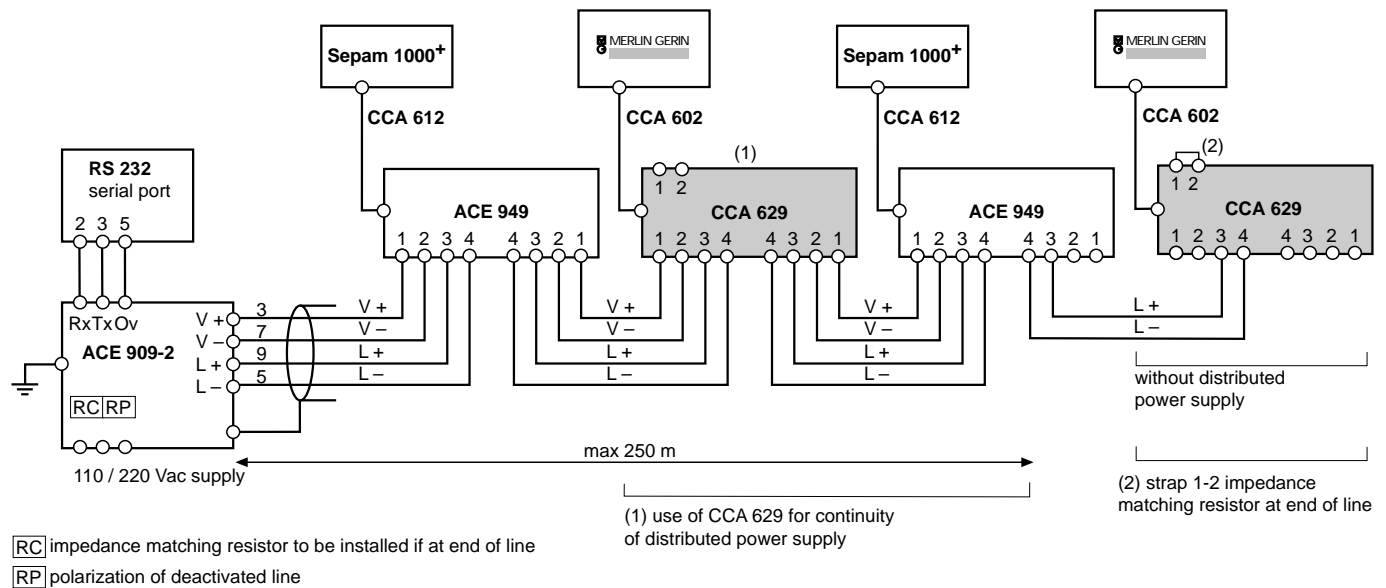 Sepam 1000+
MERLIN GERIN
Sepam 1000+
MERLIN GERIN
CCA 612
CCA 602
CCA 612
CCA 602
RS 232
serial port
2 3 5
(1)
(2)
1 2
1 2
ACE 949
CCA 629
ACE 949
CCA 629
1 2 3 4 4 3 2 1
1 2 3 4 4 3 2 1
1 2 3 4 4 3 2 1
1 2 3 4 4 3 2 1
Rx Tx Ov
ACE 909-2
V + 3 V + V + V +
V – 7 V – V – V –
L + 9 L + L + L +
L – 5 L – L – L –
L +
L –
RC RP
without distributed
power supply
max 250 m
110 / 220 Vac supply
(1) use of CCA 629 for continuity
of distributed power supply
(2) strap 1-2 impedance
matching resistor at end of line
RC impedance matching resistor to be installed if at end of line
RP polarization of deactivated line